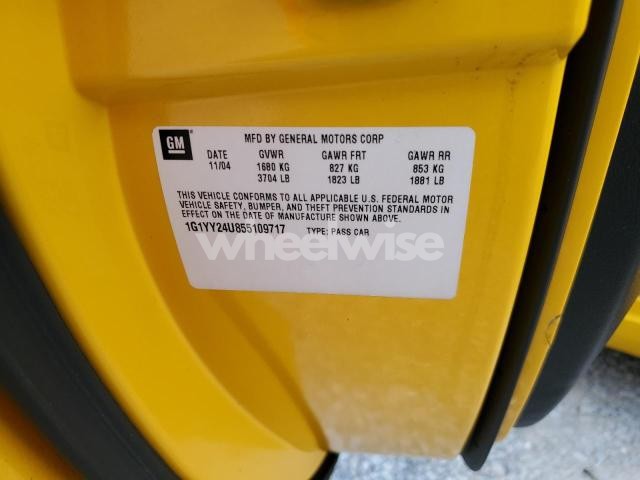 GM
MFD BY GENERAL MOTORS CORP
DATE GVWR GAWR FRT GAWR RR
11/04 1680 KG 827 KG 853 KG
3704 LB 1823 LB 1881 LB
THIS VEHICLE CONFORMS TO ALL APPLICABLE U.S. FEDERAL MOTOR
VEHICLE SAFETY, BUMPER, AND THEFT PREVENTION STANDARDS IN
EFFECT ON THE DATE OF MANUFACTURE SHOWN ABOVE.
1G1YY24U855109717 TYPE: PASS CAR
wheelwise